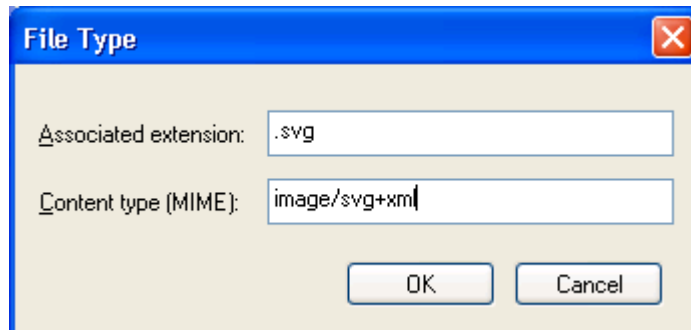 File Type
Associated extension: .svg
Content type (MIME): image/svg+xml
OK Cancel